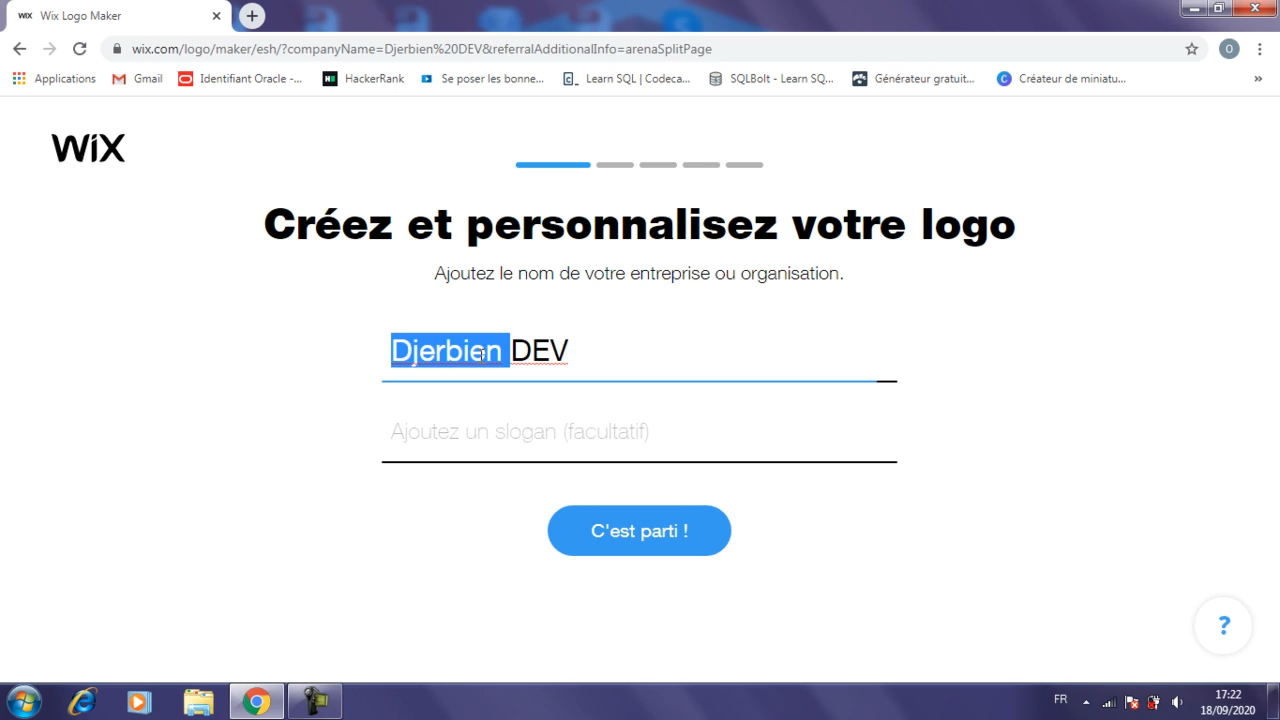 WiX Wix Logo Maker
wix.com/logo/maker/esh/?companyName=Djerbien%20DEV&referralAdditionalInfo=arenaSplitPage
O
Applications Gmail Identifiant Oracle -... HackerRank Se poser les bonne... Learn SQL | Codeca... SQLBolt - Learn SQ... Générateur gratuit... Créateur de miniatu... »
WiX
Créez et personnalisez votre logo
Ajoutez le nom de votre entreprise ou organisation.
Djerbien DEV
Ajoutez un slogan (facultatif)
C'est parti !
?
FR 17:22
18/09/2020